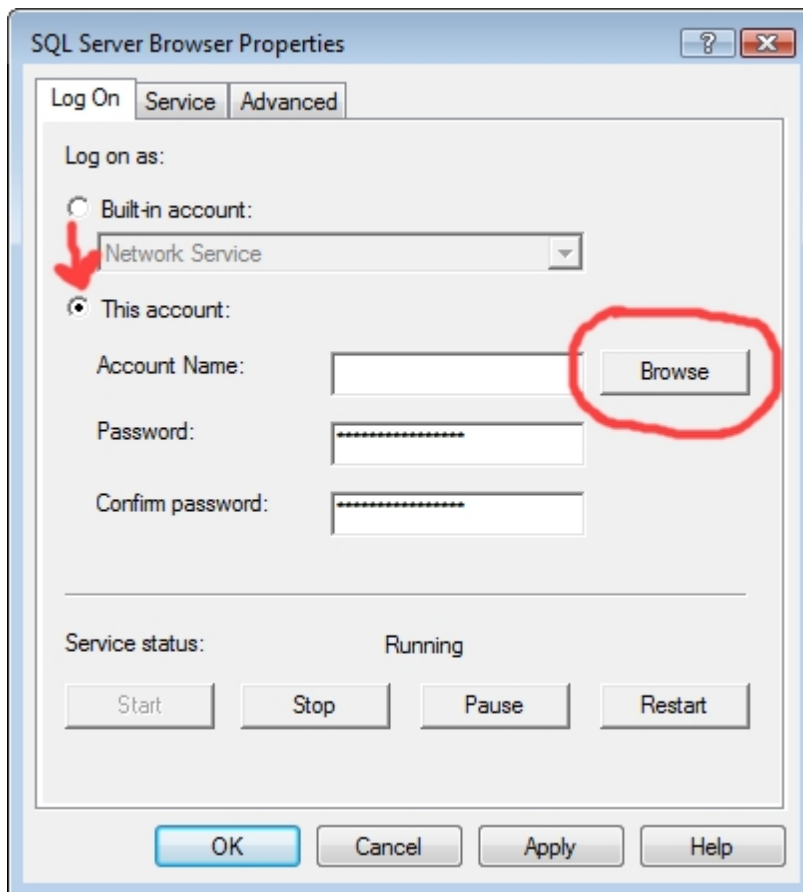 SQL Server Browser Properties
Log On Service Advanced
Log on as:
Built-in account:
Network Service
This account:
Account Name: Browse
Password: ****************
Confirm password: ****************
Service status: Running
Start Stop Pause Restart
OK Cancel Apply Help